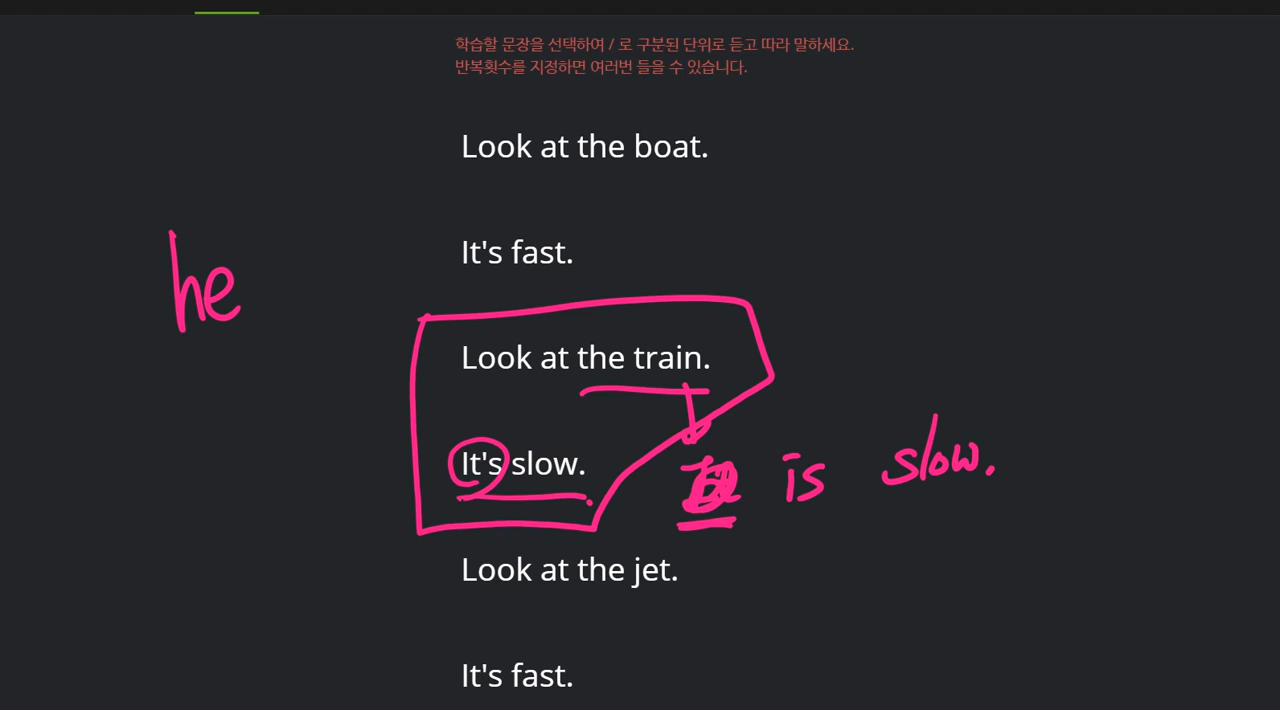 학습할 문장을 선택하여 / 로 구분된 단위로 듣고 따라 말하세요.
반복횟수를 지정하면 여러번 들을 수 있습니다.
Look at the boat.
It's fast.
he
Look at the train.
It's slow.
is slow.
Look at the jet.
It's fast.